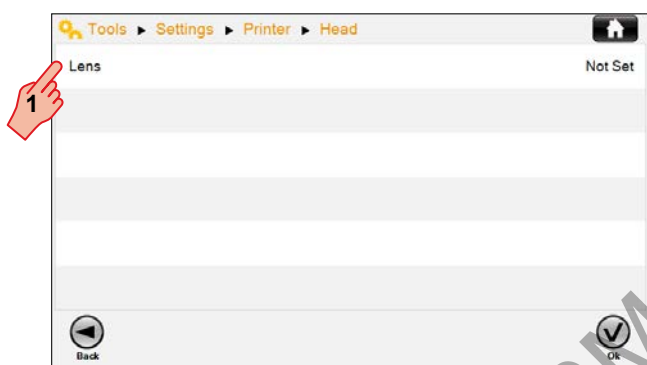 Tools ▶ Settings ▶ Printer ▶ Head
Lens Not Set
1
Back Ok